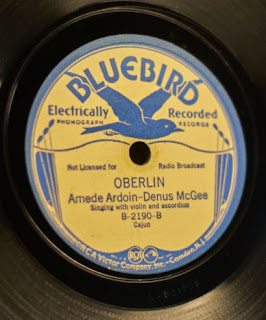 BLUEBIRD
Electrically Recorded
PHONOGRAPH RECORDS
Not Licensed for Radio Broadcast
OBERLIN
Amede Ardoin-Denus McGee
Singing with violin and accordion
B-2190-B
Cajun
RCA Victor Company, Inc.-Camden, N.J.